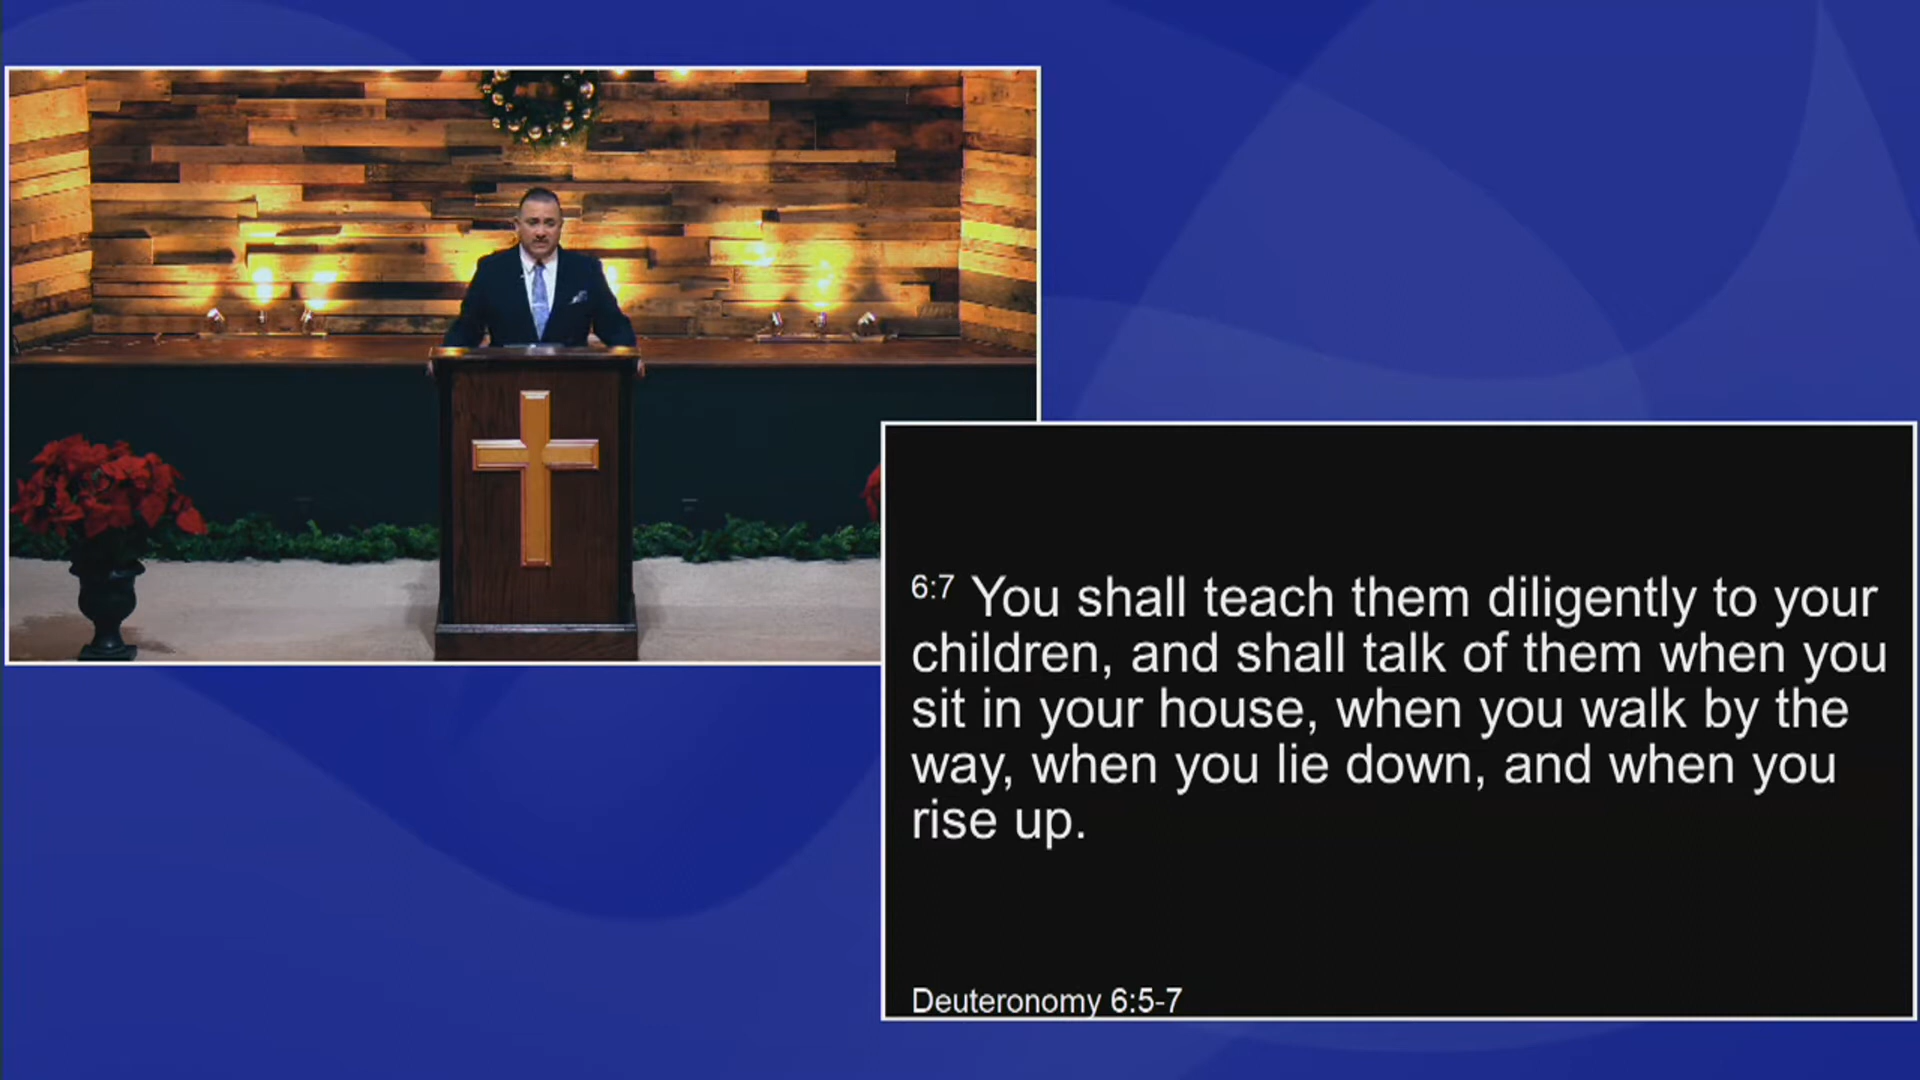 6:7 You shall teach them diligently to your
children, and shall talk of them when you
sit in your house, when you walk by the
way, when you lie down, and when you
rise up.
Deuteronomy 6:5-7